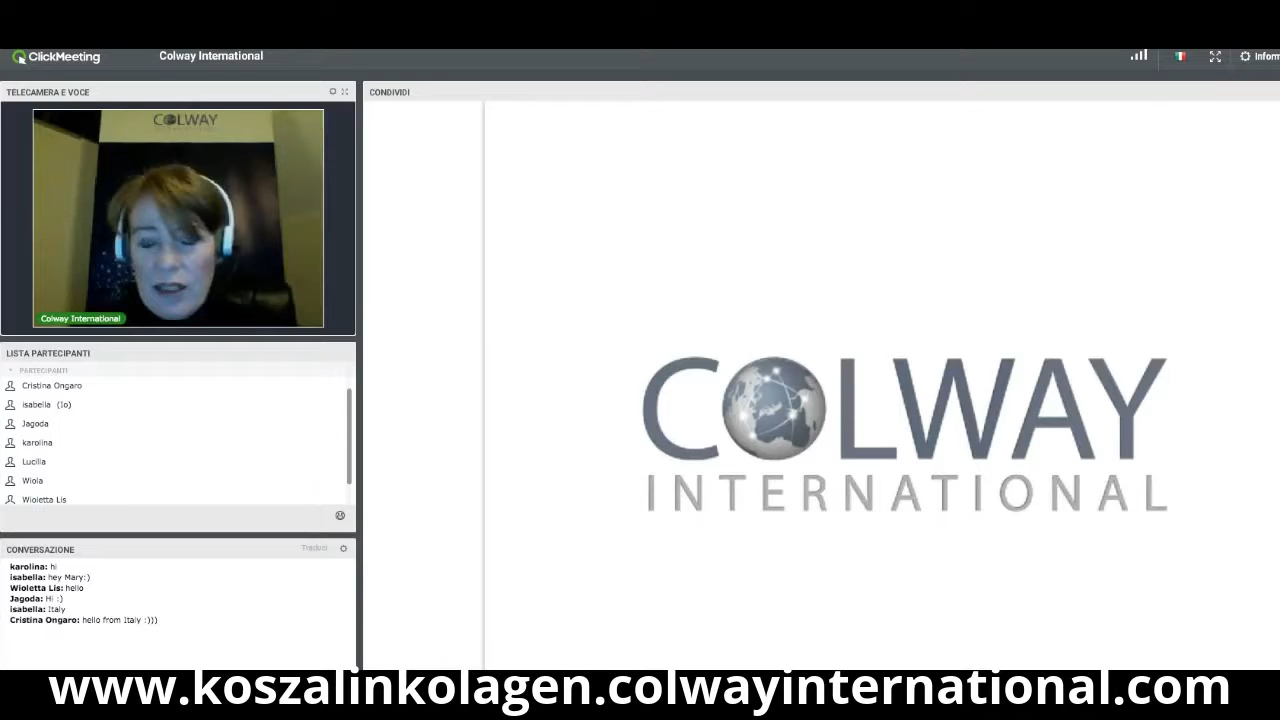 ClickMeeting
Colway International
Inform
TELECAMERA E VOCE
CONDIVIDI
COLWAY
Colway International
LISTA PARTECIPANTI
PARTECIPANTI
Cristina Ongaro
isabella (Io)
Jagoda
karolina
Lucilla
Wiola
Wioletta Lis
CONVERSAZIONE
Traduci
karolina: hi
isabella: hey Mary:)
Wioletta Lis: hello
Jagoda: Hi :)
isabella: Italy
Cristina Ongaro: hello from Italy :)))
COLWAY
INTERNATIONAL
www.koszalinkolagen.colwayinternational.com